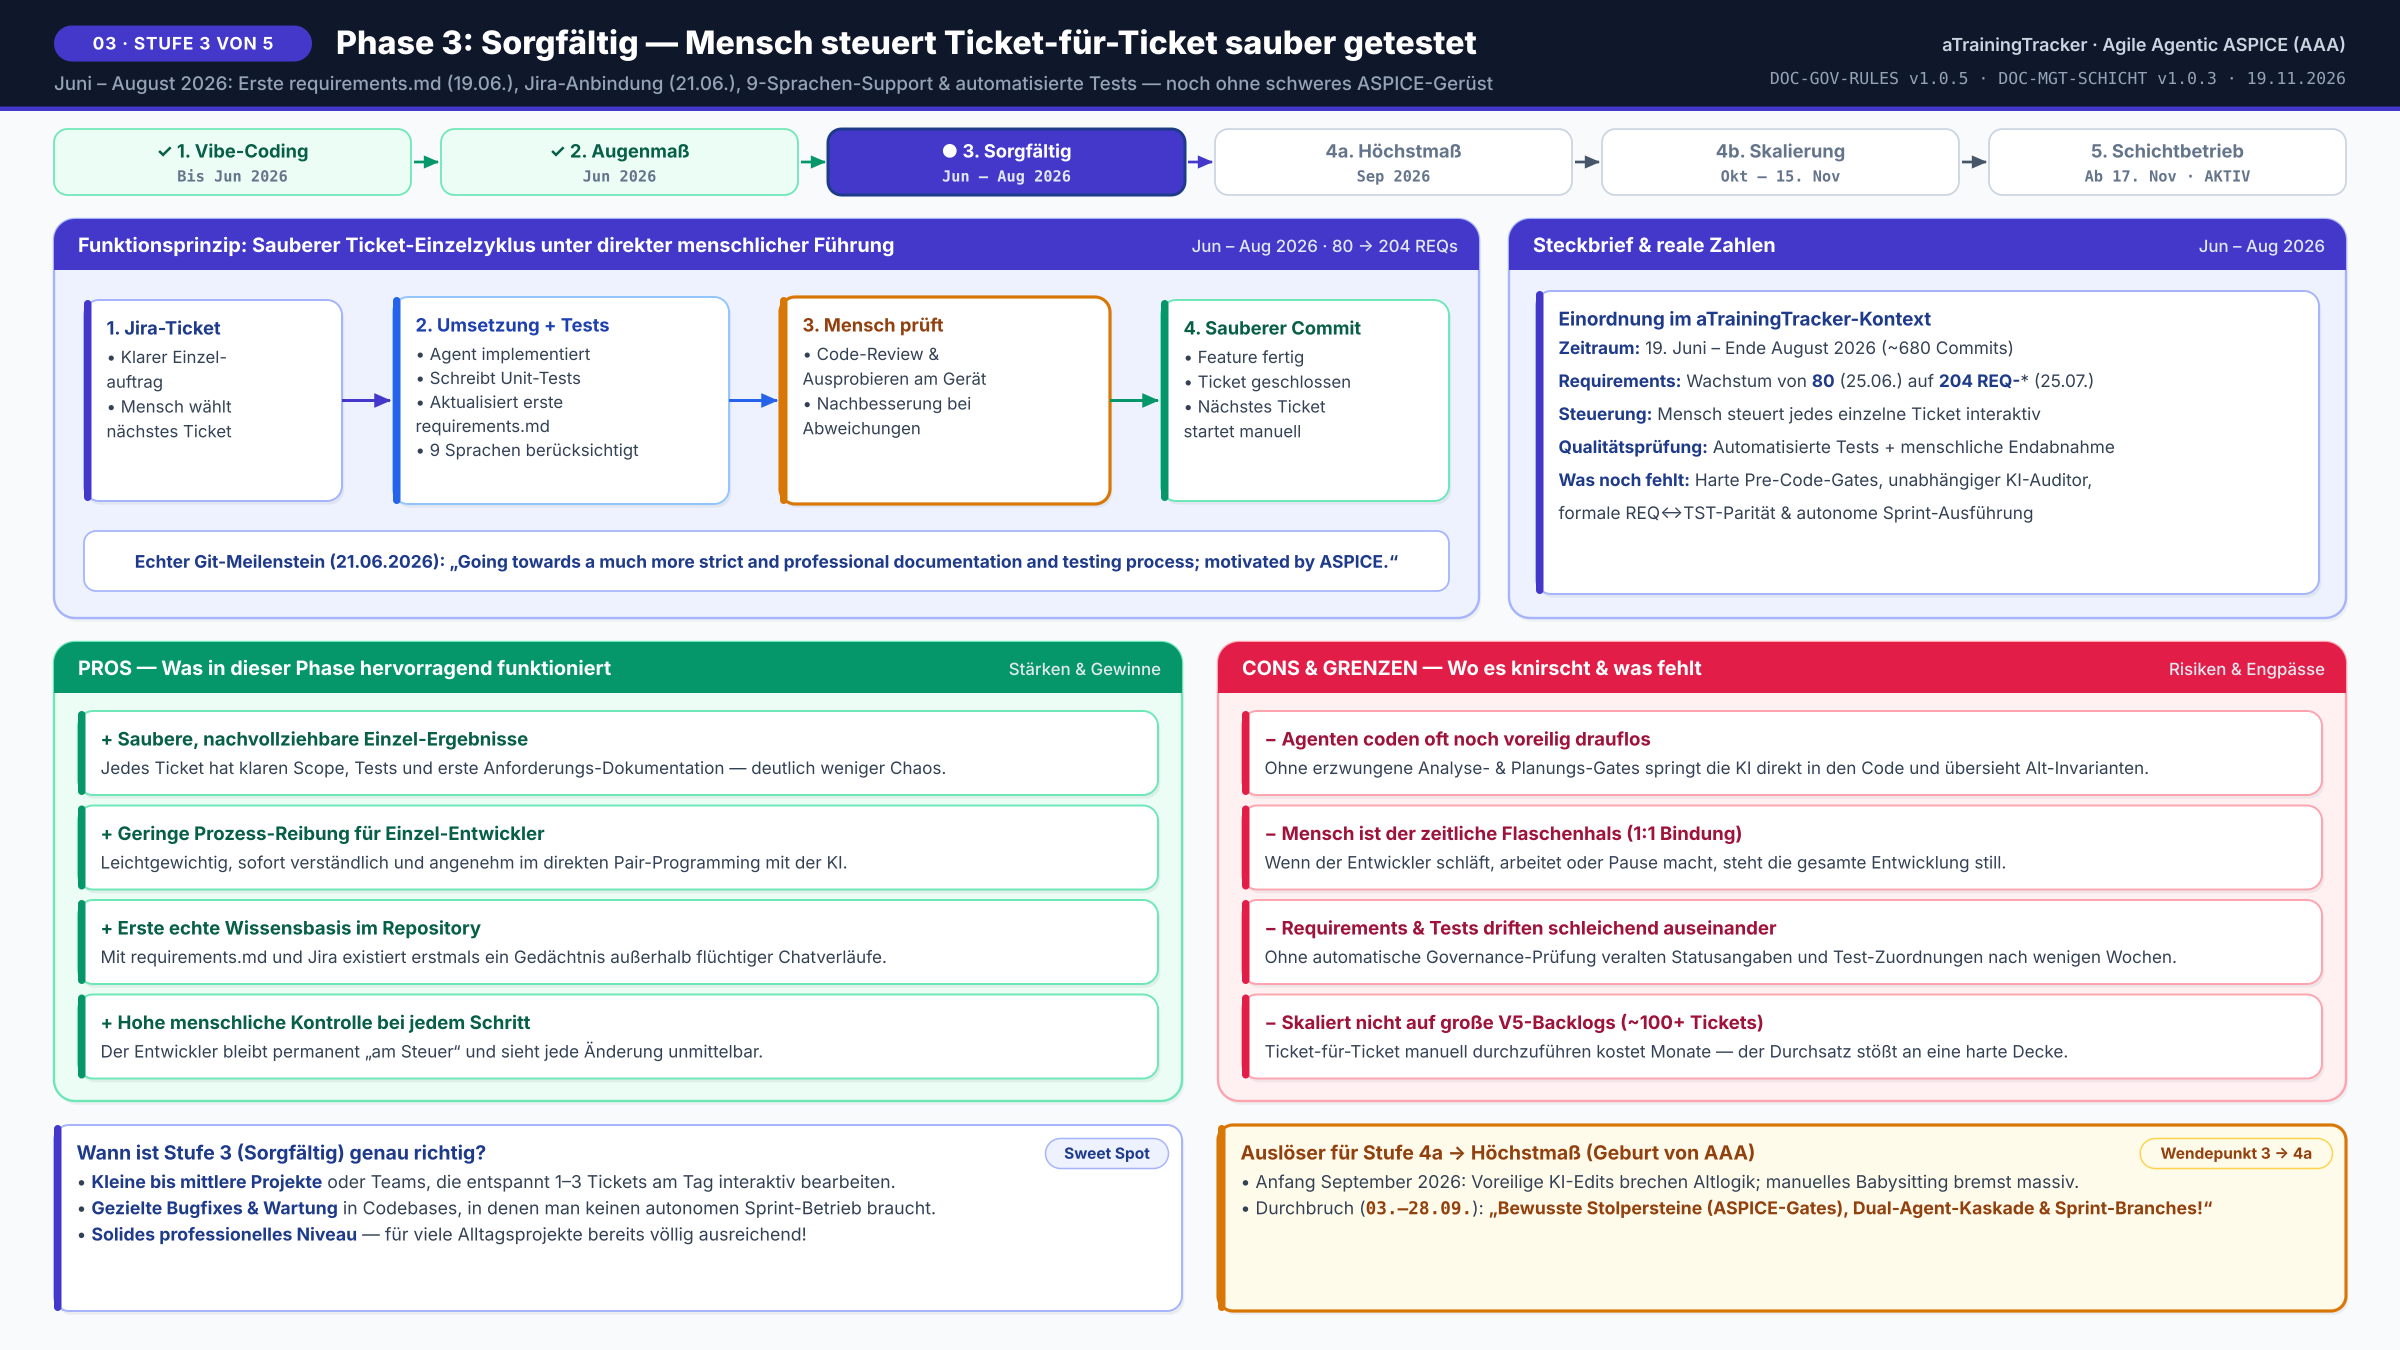 03 · STUFE 3 VON 5
Phase 3: Sorgfältig — Mensch steuert Ticket-für-Ticket sauber getestet
Juni – August 2026: Erste requirements.md (19.06.), Jira-Anbindung (21.06.), 9-Sprachen-Support & automatisierte Tests — noch ohne schweres ASPICE-Gerüst
aTrainingTracker · Agile Agentic ASPICE (AAA)
DOC-GOV-RULES v1.0.5 · DOC-MGT-SCHICHT v1.0.3 · 19.11.2026
✓ 1. Vibe-Coding
Bis Jun 2026
✓ 2. Augenmaß
Jun 2026
● 3. Sorgfältig
Jun – Aug 2026
4a. Höchstmaß
Sep 2026
4b. Skalierung
Okt – 15. Nov
5. Schichtbetrieb
Ab 17. Nov · AKTIV
Funktionsprinzip: Sauberer Ticket-Einzelzyklus unter direkter menschlicher Führung
Jun – Aug 2026 · 80 → 204 REQs
1. Jira-Ticket
• Klarer Einzel-
auftrag
• Mensch wählt
nächstes Ticket
2. Umsetzung + Tests
• Agent implementiert
• Schreibt Unit-Tests
• Aktualisiert erste
requirements.md
• 9 Sprachen berücksichtigt
3. Mensch prüft
• Code-Review &
Ausprobieren am Gerät
• Nachbesserung bei
Abweichungen
4. Sauberer Commit
• Feature fertig
• Ticket geschlossen
• Nächstes Ticket
startet manuell
Echter Git-Meilenstein (21.06.2026): „Going towards a much more strict and professional documentation and testing process; motivated by ASPICE.“
Steckbrief & reale Zahlen
Jun – Aug 2026
Einordnung im aTrainingTracker-Kontext
Zeitraum: 19. Juni – Ende August 2026 (~680 Commits)
Requirements: Wachstum von 80 (25.06.) auf 204 REQ-* (25.07.)
Steuerung: Mensch steuert jedes einzelne Ticket interaktiv
Qualitätsprüfung: Automatisierte Tests + menschliche Endabnahme
Was noch fehlt: Harte Pre-Code-Gates, unabhängiger KI-Auditor,
formale REQ↔TST-Parität & autonome Sprint-Ausführung
PROS — Was in dieser Phase hervorragend funktioniert
Stärken & Gewinne
+ Saubere, nachvollziehbare Einzel-Ergebnisse
Jedes Ticket hat klaren Scope, Tests und erste Anforderungs-Dokumentation — deutlich weniger Chaos.
+ Geringe Prozess-Reibung für Einzel-Entwickler
Leichtgewichtig, sofort verständlich und angenehm im direkten Pair-Programming mit der KI.
+ Erste echte Wissensbasis im Repository
Mit requirements.md und Jira existiert erstmals ein Gedächtnis außerhalb flüchtiger Chatverläufe.
+ Hohe menschliche Kontrolle bei jedem Schritt
Der Entwickler bleibt permanent „am Steuer“ und sieht jede Änderung unmittelbar.
CONS & GRENZEN — Wo es knirscht & was fehlt
Risiken & Engpässe
– Agenten coden oft noch voreilig drauflos
Ohne erzwungene Analyse- & Planungs-Gates springt die KI direkt in den Code und übersieht Alt-Invarianten.
– Mensch ist der zeitliche Flaschenhals (1:1 Bindung)
Wenn der Entwickler schläft, arbeitet oder Pause macht, steht die gesamte Entwicklung still.
– Requirements & Tests driften schleichend auseinander
Ohne automatische Governance-Prüfung veralten Statusangaben und Test-Zuordnungen nach wenigen Wochen.
– Skaliert nicht auf große V5-Backlogs (~100+ Tickets)
Ticket-für-Ticket manuell durchzuführen kostet Monate — der Durchsatz stößt an eine harte Decke.
Wann ist Stufe 3 (Sorgfältig) genau richtig?
Sweet Spot
• Kleine bis mittlere Projekte oder Teams, die entspannt 1–3 Tickets am Tag interaktiv bearbeiten.
• Gezielte Bugfixes & Wartung in Codebases, in denen man keinen autonomen Sprint-Betrieb braucht.
• Solides professionelles Niveau — für viele Alltagsprojekte bereits völlig ausreichend!
Auslöser für Stufe 4a → Höchstmaß (Geburt von AAA)
Wendepunkt 3 → 4a
• Anfang September 2026: Voreilige KI-Edits brechen Altlogik; manuelles Babysitting bremst massiv.
• Durchbruch (03.–28.09.): „Bewusste Stolpersteine (ASPICE-Gates), Dual-Agent-Kaskade & Sprint-Branches!“